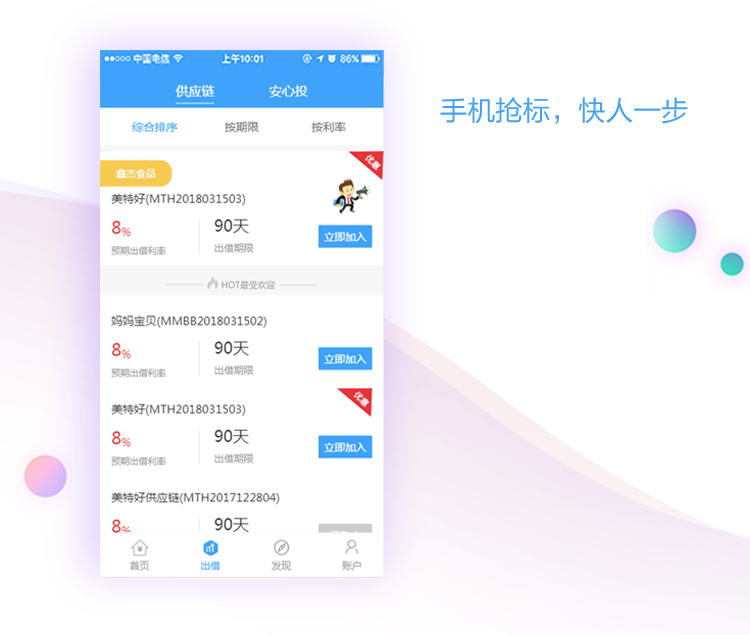 中国电信 上午10:01 86%
供应链 安心投
手机抢标，快人一步
综合排序 按期限 按利率
优惠
鑫杰食品
美特好(MTH2018031503)
8% 90天
立即加入
预期出借利率 出借期限
HOT最受欢迎
妈妈宝贝(MMBB2018031502)
8% 90天
立即加入
预期出借利率 出借期限
优惠
美特好(MTH2018031503)
8% 90天
立即加入
预期出借利率 出借期限
美特好供应链(MTH2017122804)
8% 90天
首页 出借 发现 账户